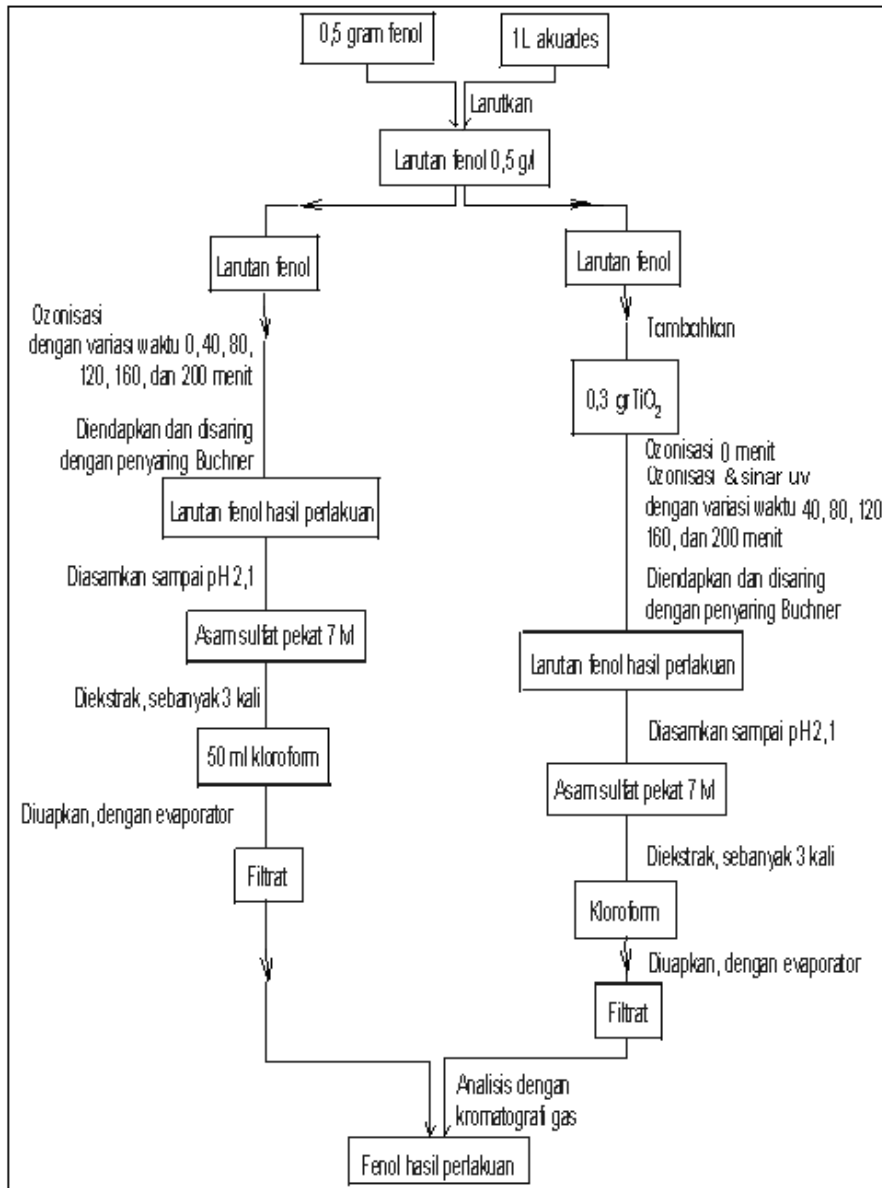 0,5 gram fenol
1L akuades
Larutkan
Larutan fenol 0,5 g/l
Larutan fenol
Ozonisasi
dengan variasi waktu 0, 40, 80,
120, 160, dan 200 menit
Diendapkan dan disaring
dengan penyaring Buchner
Larutan fenol hasil perlakuan
Diasamkan sampai pH 2,1
Asam sulfat pekat 7 M
Diekstrak, sebanyak 3 kali
50 ml kloroform
Diuapkan, dengan evaporator
Filtrat
Larutan fenol
Tambahkan
0,3 gr TiO₂
Ozonisasi 0 menit
Ozonisasi & sinar uv
dengan variasi waktu 40, 80, 120
160, dan 200 menit
Diendapkan dan disaring
dengan penyaring Buchner
Larutan fenol hasil perlakuan
Diasamkan sampai pH 2,1
Asam sulfat pekat 7 M
Diekstrak, sebanyak 3 kali
Kloroform
Diuapkan, dengan evaporator
Filtrat
Analisis dengan
kromatografi gas
Fenol hasil perlakuan